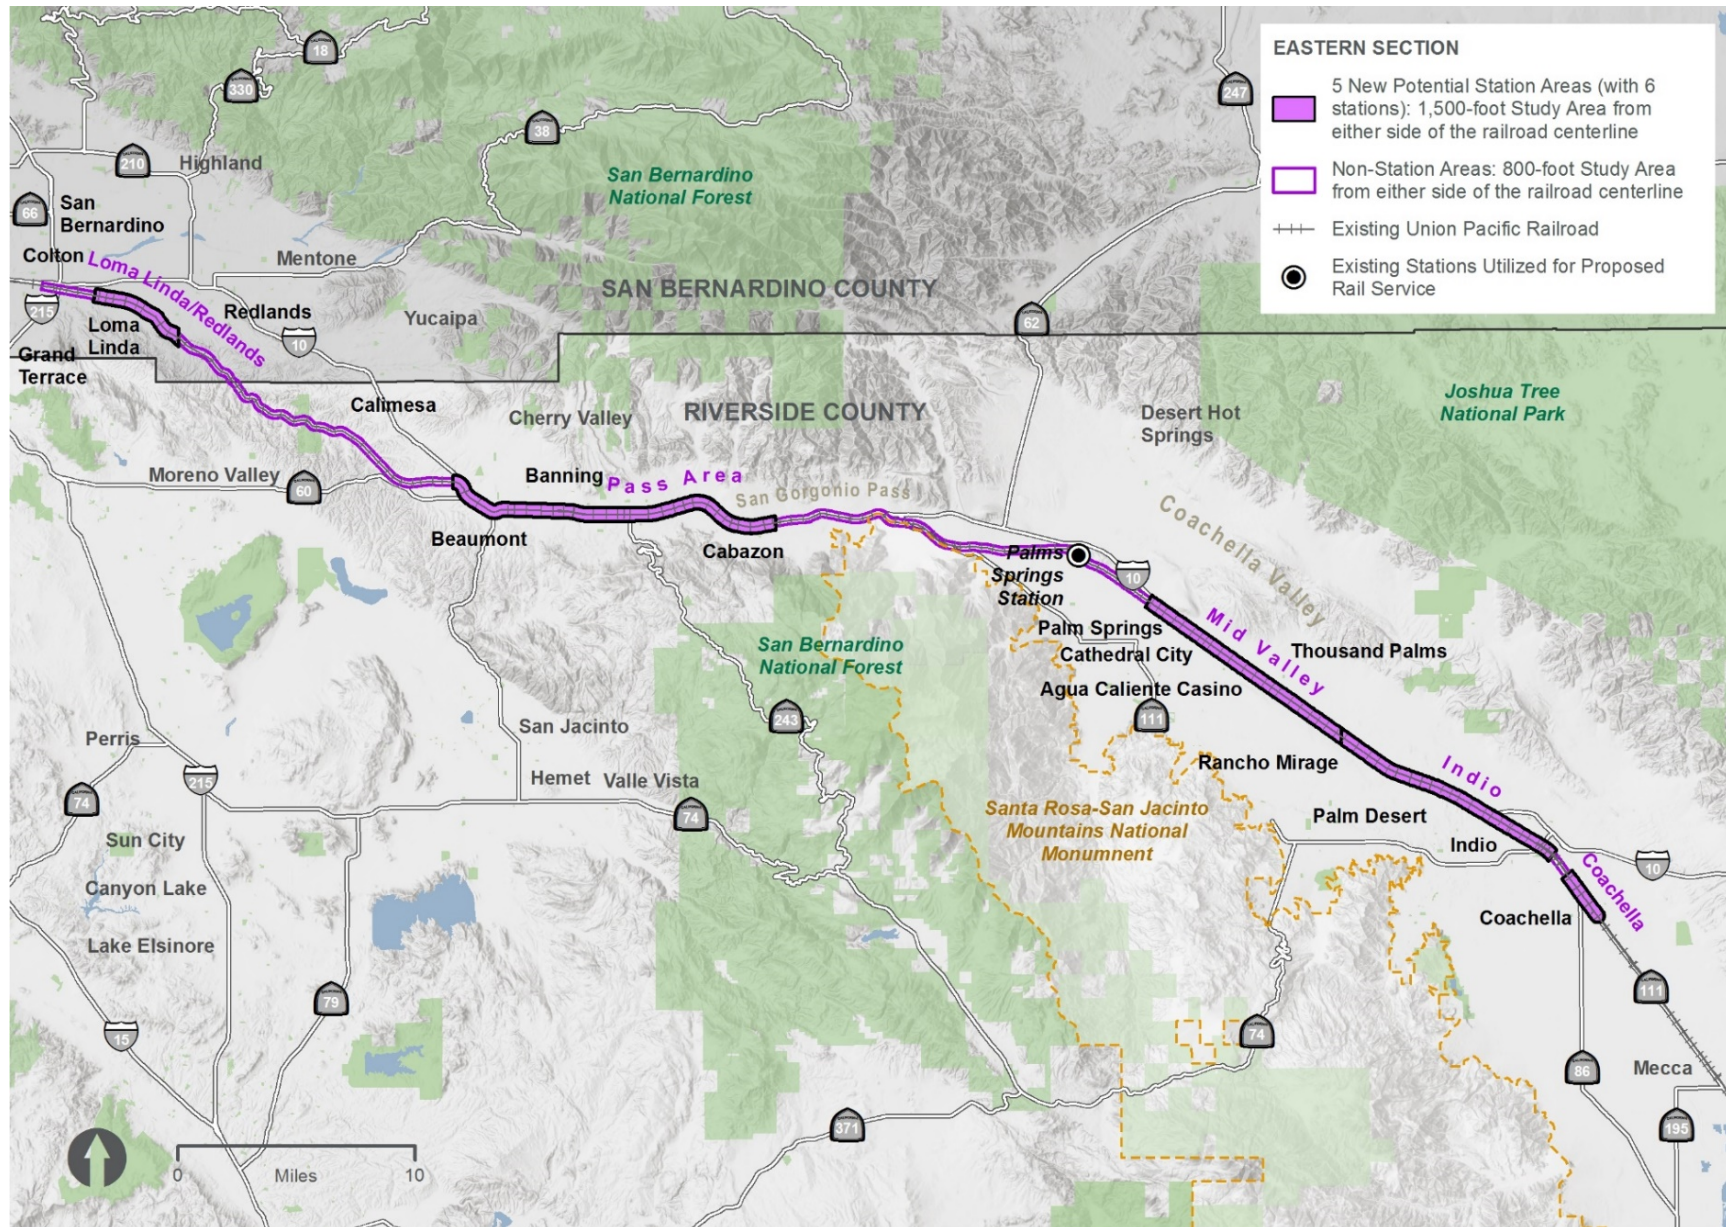 EASTERN SECTION
5 New Potential Station Areas (with 6
stations): 1,500-foot Study Area from
either side of the railroad centerline
Non-Station Areas: 800-foot Study Area
from either side of the railroad centerline
Existing Union Pacific Railroad
Existing Stations Utilized for Proposed
Rail Service
18
330
247
38
210
Highland
San Bernardino
National Forest
66
San
Bernardino
Colton
Loma Linda/Redlands
Mentone
SAN BERNARDINO COUNTY
215
Loma
Linda
Redlands
Yucaipa
10
62
Grand
Terrace
Calimesa
Cherry Valley
RIVERSIDE COUNTY
Desert Hot
Springs
Joshua Tree
National Park
Moreno Valley
60
Banning
Pass Area
San Gorgonio Pass
Coachella Valley
Beaumont
Cabazon
Palms
Springs
Station
10
Mid Valley
Palm Springs
Cathedral City
Thousand Palms
San Bernardino
National Forest
Agua Caliente Casino
243
111
San Jacinto
Perris
Rancho Mirage
Indio
215
74
Hemet
Valle Vista
74
Santa Rosa-San Jacinto
Mountains National
Monumnent
Palm Desert
Sun City
Indio
10
Coachella
Canyon Lake
Coachella
Lake Elsinore
79
111
15
74
86
Mecca
371
195
0
Miles
10